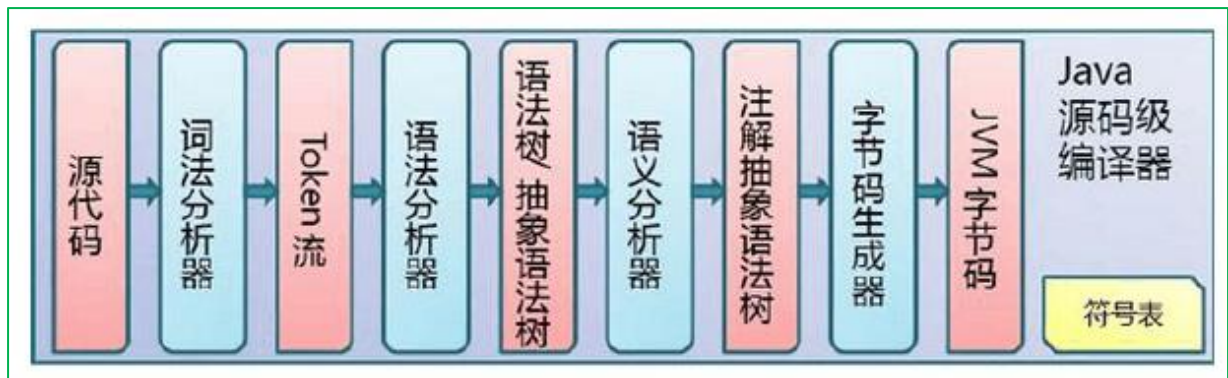 源代码
词法分析器
Token 流
语法分析器
语法树/抽象语法树
语义分析器
注解抽象语法树
字节码生成器
JVM 字节码
Java
源码级
编译器
符号表